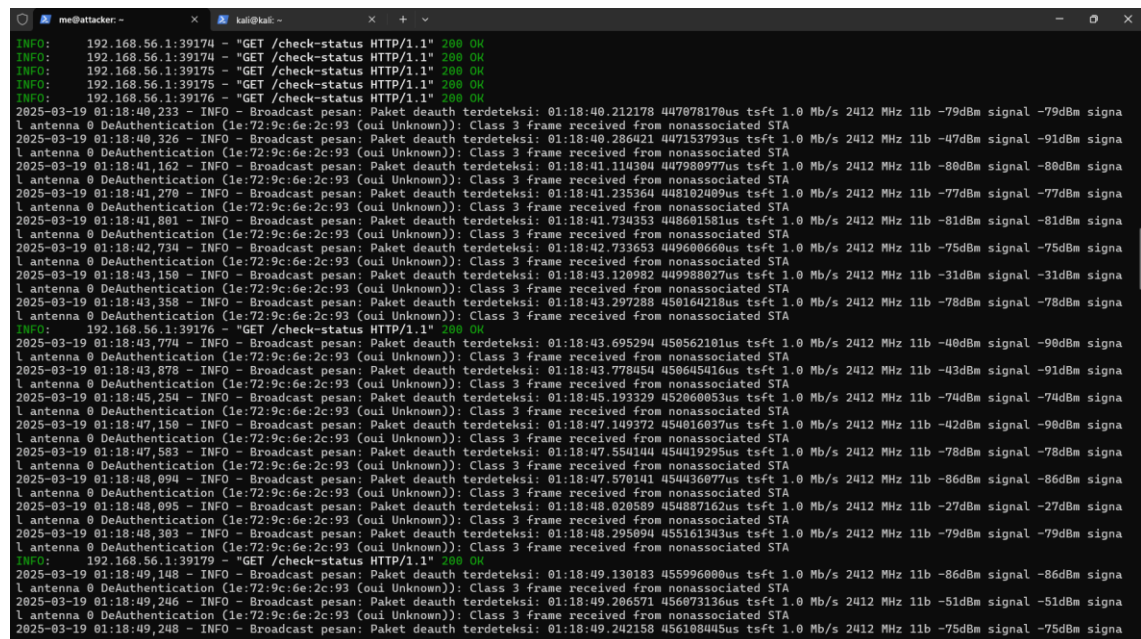 me@attacker: ~
kali@kali: ~
INFO: 192.168.56.1:39174 - "GET /check-status HTTP/1.1" 200 OK
INFO: 192.168.56.1:39174 - "GET /check-status HTTP/1.1" 200 OK
INFO: 192.168.56.1:39175 - "GET /check-status HTTP/1.1" 200 OK
INFO: 192.168.56.1:39175 - "GET /check-status HTTP/1.1" 200 OK
INFO: 192.168.56.1:39176 - "GET /check-status HTTP/1.1" 200 OK
2025-03-19 01:18:40,233 - INFO - Broadcast pesan: Paket deauth terdeteksi: 01:18:40.212178 447078170us tsft 1.0 Mb/s 2412 MHz 11b -79dBm signal -79dBm signa
l antenna 0 DeAuthentication (1e:72:9c:6e:2c:93 (oui Unknown)): Class 3 frame received from nonassociated STA
2025-03-19 01:18:40,326 - INFO - Broadcast pesan: Paket deauth terdeteksi: 01:18:40.286421 447153793us tsft 1.0 Mb/s 2412 MHz 11b -47dBm signal -91dBm signa
l antenna 0 DeAuthentication (1e:72:9c:6e:2c:93 (oui Unknown)): Class 3 frame received from nonassociated STA
2025-03-19 01:18:41,162 - INFO - Broadcast pesan: Paket deauth terdeteksi: 01:18:41.114304 447980977us tsft 1.0 Mb/s 2412 MHz 11b -80dBm signal -80dBm signa
l antenna 0 DeAuthentication (1e:72:9c:6e:2c:93 (oui Unknown)): Class 3 frame received from nonassociated STA
2025-03-19 01:18:41,270 - INFO - Broadcast pesan: Paket deauth terdeteksi: 01:18:41.235364 448102409us tsft 1.0 Mb/s 2412 MHz 11b -77dBm signal -77dBm signa
l antenna 0 DeAuthentication (1e:72:9c:6e:2c:93 (oui Unknown)): Class 3 frame received from nonassociated STA
2025-03-19 01:18:41,801 - INFO - Broadcast pesan: Paket deauth terdeteksi: 01:18:41.734353 448601581us tsft 1.0 Mb/s 2412 MHz 11b -81dBm signal -81dBm signa
l antenna 0 DeAuthentication (1e:72:9c:6e:2c:93 (oui Unknown)): Class 3 frame received from nonassociated STA
2025-03-19 01:18:42,734 - INFO - Broadcast pesan: Paket deauth terdeteksi: 01:18:42.733653 449600660us tsft 1.0 Mb/s 2412 MHz 11b -75dBm signal -75dBm signa
l antenna 0 DeAuthentication (1e:72:9c:6e:2c:93 (oui Unknown)): Class 3 frame received from nonassociated STA
2025-03-19 01:18:43,150 - INFO - Broadcast pesan: Paket deauth terdeteksi: 01:18:43.120982 449988027us tsft 1.0 Mb/s 2412 MHz 11b -31dBm signal -31dBm signa
l antenna 0 DeAuthentication (1e:72:9c:6e:2c:93 (oui Unknown)): Class 3 frame received from nonassociated STA
2025-03-19 01:18:43,358 - INFO - Broadcast pesan: Paket deauth terdeteksi: 01:18:43.297288 450164218us tsft 1.0 Mb/s 2412 MHz 11b -78dBm signal -78dBm signa
l antenna 0 DeAuthentication (1e:72:9c:6e:2c:93 (oui Unknown)): Class 3 frame received from nonassociated STA
INFO: 192.168.56.1:39176 - "GET /check-status HTTP/1.1" 200 OK
2025-03-19 01:18:43,774 - INFO - Broadcast pesan: Paket deauth terdeteksi: 01:18:43.695294 450562101us tsft 1.0 Mb/s 2412 MHz 11b -40dBm signal -90dBm signa
l antenna 0 DeAuthentication (1e:72:9c:6e:2c:93 (oui Unknown)): Class 3 frame received from nonassociated STA
2025-03-19 01:18:43,878 - INFO - Broadcast pesan: Paket deauth terdeteksi: 01:18:43.778454 450645416us tsft 1.0 Mb/s 2412 MHz 11b -43dBm signal -91dBm signa
l antenna 0 DeAuthentication (1e:72:9c:6e:2c:93 (oui Unknown)): Class 3 frame received from nonassociated STA
2025-03-19 01:18:45,254 - INFO - Broadcast pesan: Paket deauth terdeteksi: 01:18:45.193329 452060053us tsft 1.0 Mb/s 2412 MHz 11b -74dBm signal -74dBm signa
l antenna 0 DeAuthentication (1e:72:9c:6e:2c:93 (oui Unknown)): Class 3 frame received from nonassociated STA
2025-03-19 01:18:47,150 - INFO - Broadcast pesan: Paket deauth terdeteksi: 01:18:47.149372 454016037us tsft 1.0 Mb/s 2412 MHz 11b -42dBm signal -90dBm signa
l antenna 0 DeAuthentication (1e:72:9c:6e:2c:93 (oui Unknown)): Class 3 frame received from nonassociated STA
2025-03-19 01:18:47,583 - INFO - Broadcast pesan: Paket deauth terdeteksi: 01:18:47.554144 454419295us tsft 1.0 Mb/s 2412 MHz 11b -78dBm signal -78dBm signa
l antenna 0 DeAuthentication (1e:72:9c:6e:2c:93 (oui Unknown)): Class 3 frame received from nonassociated STA
2025-03-19 01:18:48,094 - INFO - Broadcast pesan: Paket deauth terdeteksi: 01:18:47.570141 454436077us tsft 1.0 Mb/s 2412 MHz 11b -86dBm signal -86dBm signa
l antenna 0 DeAuthentication (1e:72:9c:6e:2c:93 (oui Unknown)): Class 3 frame received from nonassociated STA
2025-03-19 01:18:48,095 - INFO - Broadcast pesan: Paket deauth terdeteksi: 01:18:48.020589 454887162us tsft 1.0 Mb/s 2412 MHz 11b -27dBm signal -27dBm signa
l antenna 0 DeAuthentication (1e:72:9c:6e:2c:93 (oui Unknown)): Class 3 frame received from nonassociated STA
2025-03-19 01:18:48,303 - INFO - Broadcast pesan: Paket deauth terdeteksi: 01:18:48.295094 455161343us tsft 1.0 Mb/s 2412 MHz 11b -79dBm signal -79dBm signa
l antenna 0 DeAuthentication (1e:72:9c:6e:2c:93 (oui Unknown)): Class 3 frame received from nonassociated STA
INFO: 192.168.56.1:39179 - "GET /check-status HTTP/1.1" 200 OK
2025-03-19 01:18:49,148 - INFO - Broadcast pesan: Paket deauth terdeteksi: 01:18:49.130183 455996000us tsft 1.0 Mb/s 2412 MHz 11b -86dBm signal -86dBm signa
l antenna 0 DeAuthentication (1e:72:9c:6e:2c:93 (oui Unknown)): Class 3 frame received from nonassociated STA
2025-03-19 01:18:49,246 - INFO - Broadcast pesan: Paket deauth terdeteksi: 01:18:49.206571 456073136us tsft 1.0 Mb/s 2412 MHz 11b -51dBm signal -51dBm signa
l antenna 0 DeAuthentication (1e:72:9c:6e:2c:93 (oui Unknown)): Class 3 frame received from nonassociated STA
2025-03-19 01:18:49,248 - INFO - Broadcast pesan: Paket deauth terdeteksi: 01:18:49.242158 456108445us tsft 1.0 Mb/s 2412 MHz 11b -75dBm signal -75dBm signa